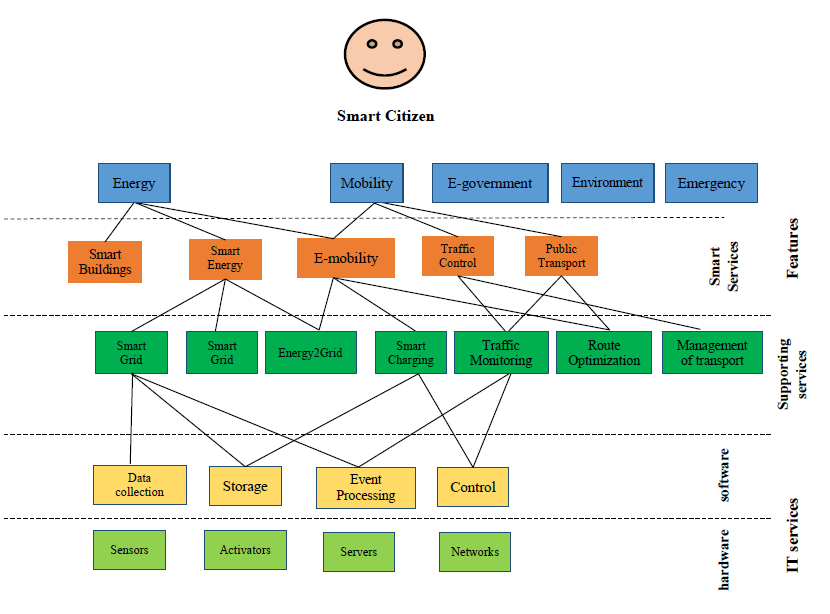 Smart Citizen
Energy
Mobility
E-government
Environment
Emergency
Smart
Buildings
Smart
Energy
E-mobility
Traffic
Control
Public
Transport
Smart
Services
Features
Smart
Grid
Smart
Grid
Energy2Grid
Smart
Charging
Traffic
Monitoring
Route
Optimization
Management
of transport
Supporting
services
Data
collection
Storage
Event
Processing
Control
software
Sensors
Activators
Servers
Networks
hardware
IT services